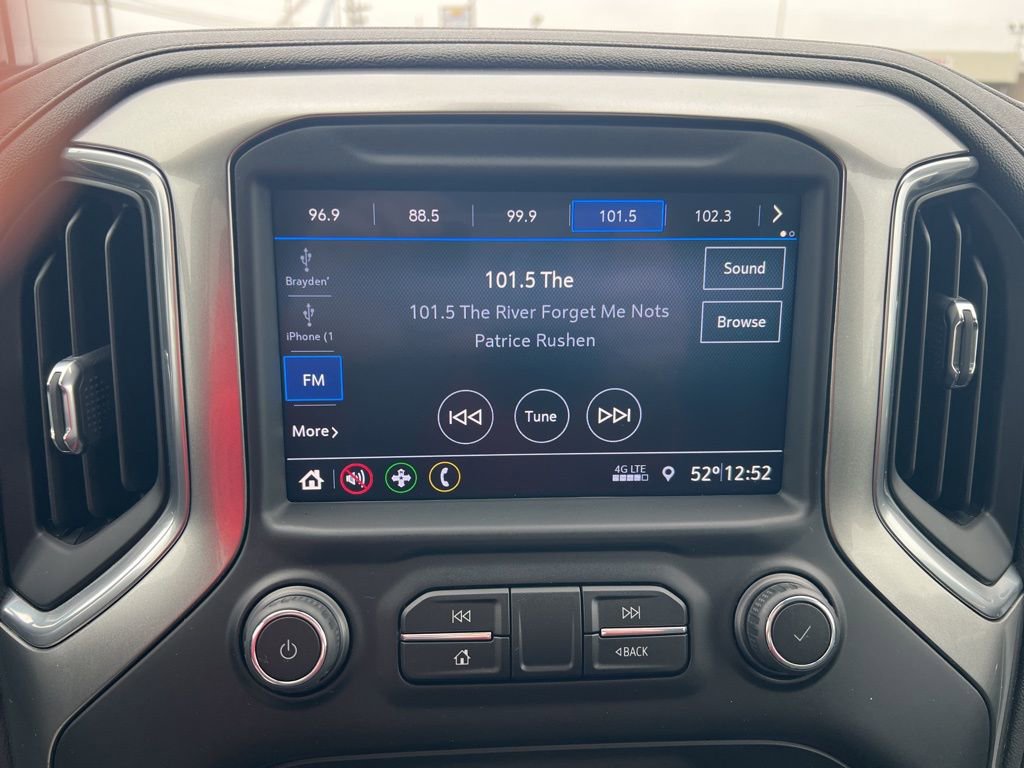 96.9 88.5 99.9 101.5 102.3
Brayden'
iPhone (1
FM
More
101.5 The
101.5 The River Forget Me Nots
Patrice Rushen
Sound
Browse
Tune
4G LTE
52° 12:52
BACK